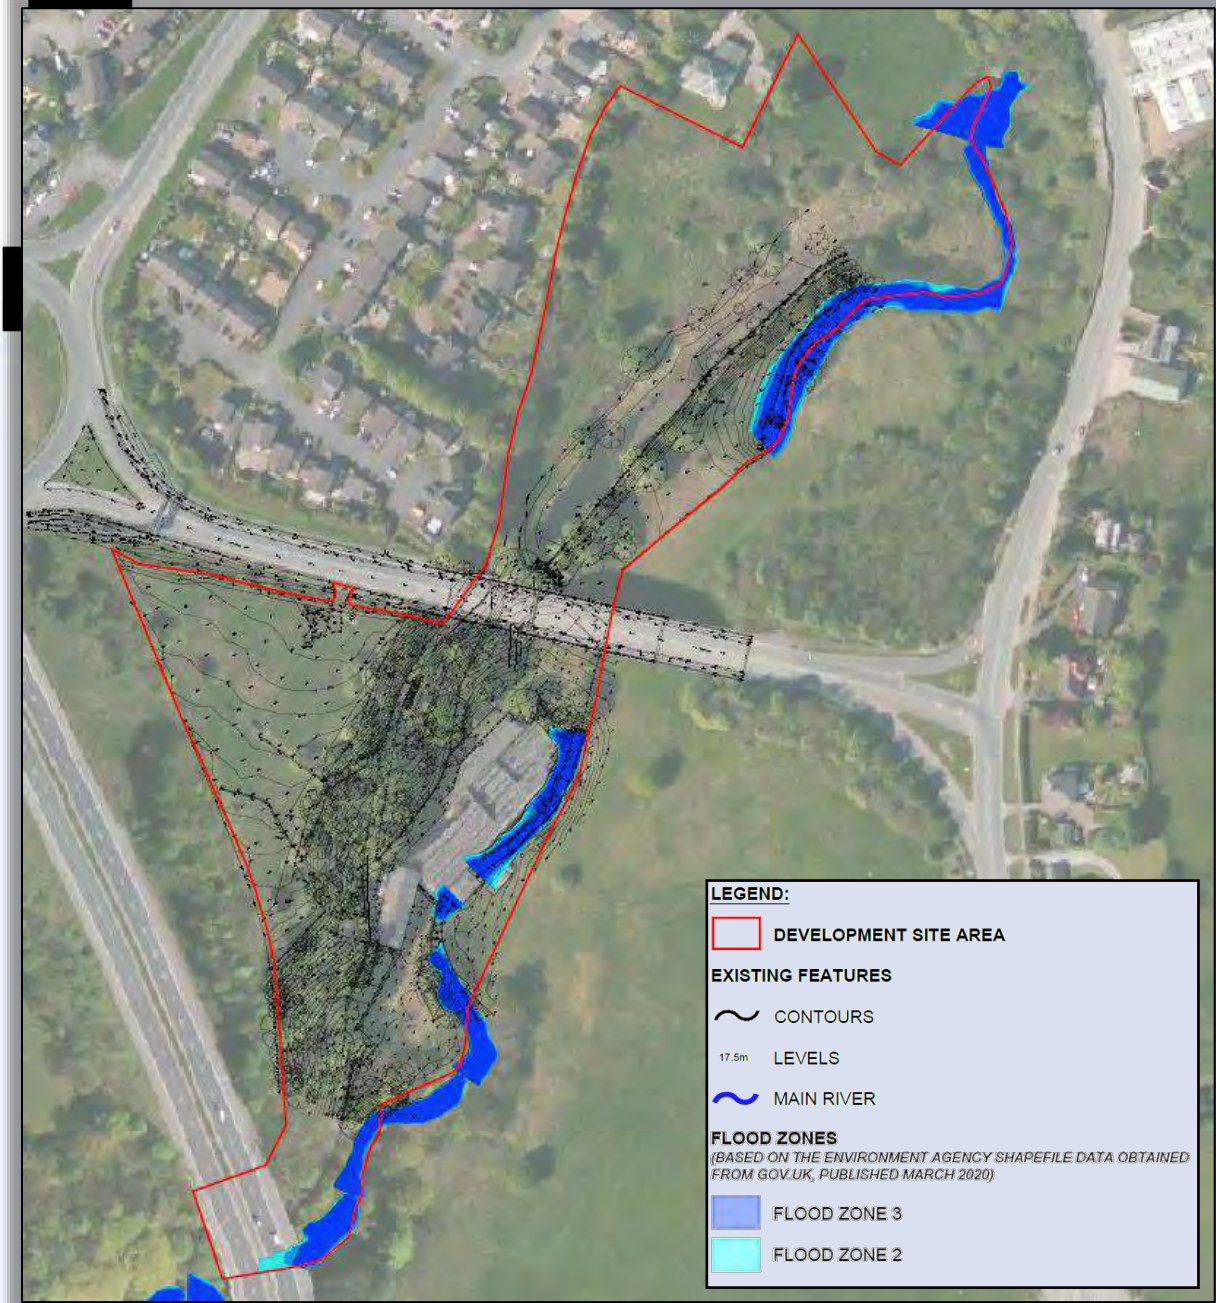 LEGEND:
DEVELOPMENT SITE AREA
EXISTING FEATURES
CONTOURS
17.5m LEVELS
MAIN RIVER
FLOOD ZONES
(BASED ON THE ENVIRONMENT AGENCY SHAPEFILE DATA OBTAINED
FROM GOV.UK, PUBLISHED MARCH 2020)
FLOOD ZONE 3
FLOOD ZONE 2